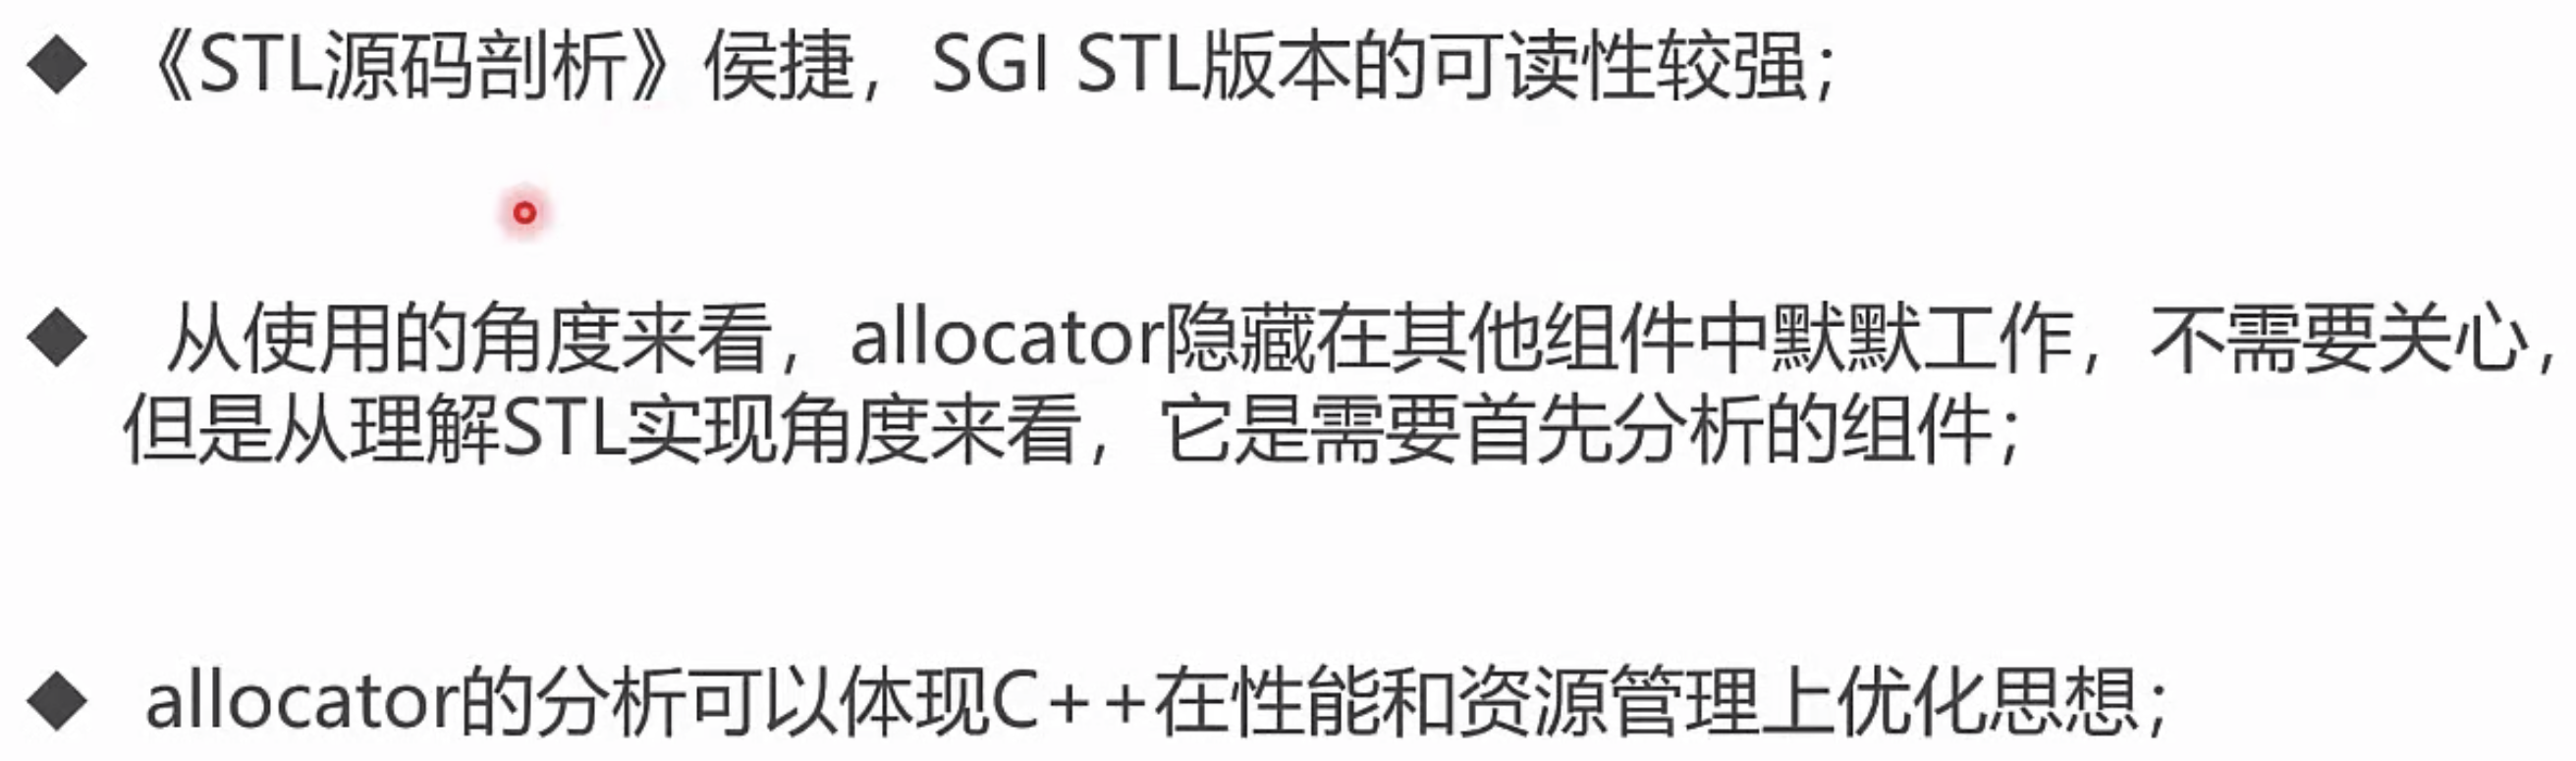 ◆ 《STL源码剖析》侯捷，SGI STL版本的可读性较强；
◆ 从使用的角度来看，allocator隐藏在其他组件中默默工作，不需要关心，
但是从理解STL实现角度来看，它是需要首先分析的组件；
◆ allocator的分析可以体现C++在性能和资源管理上优化思想；